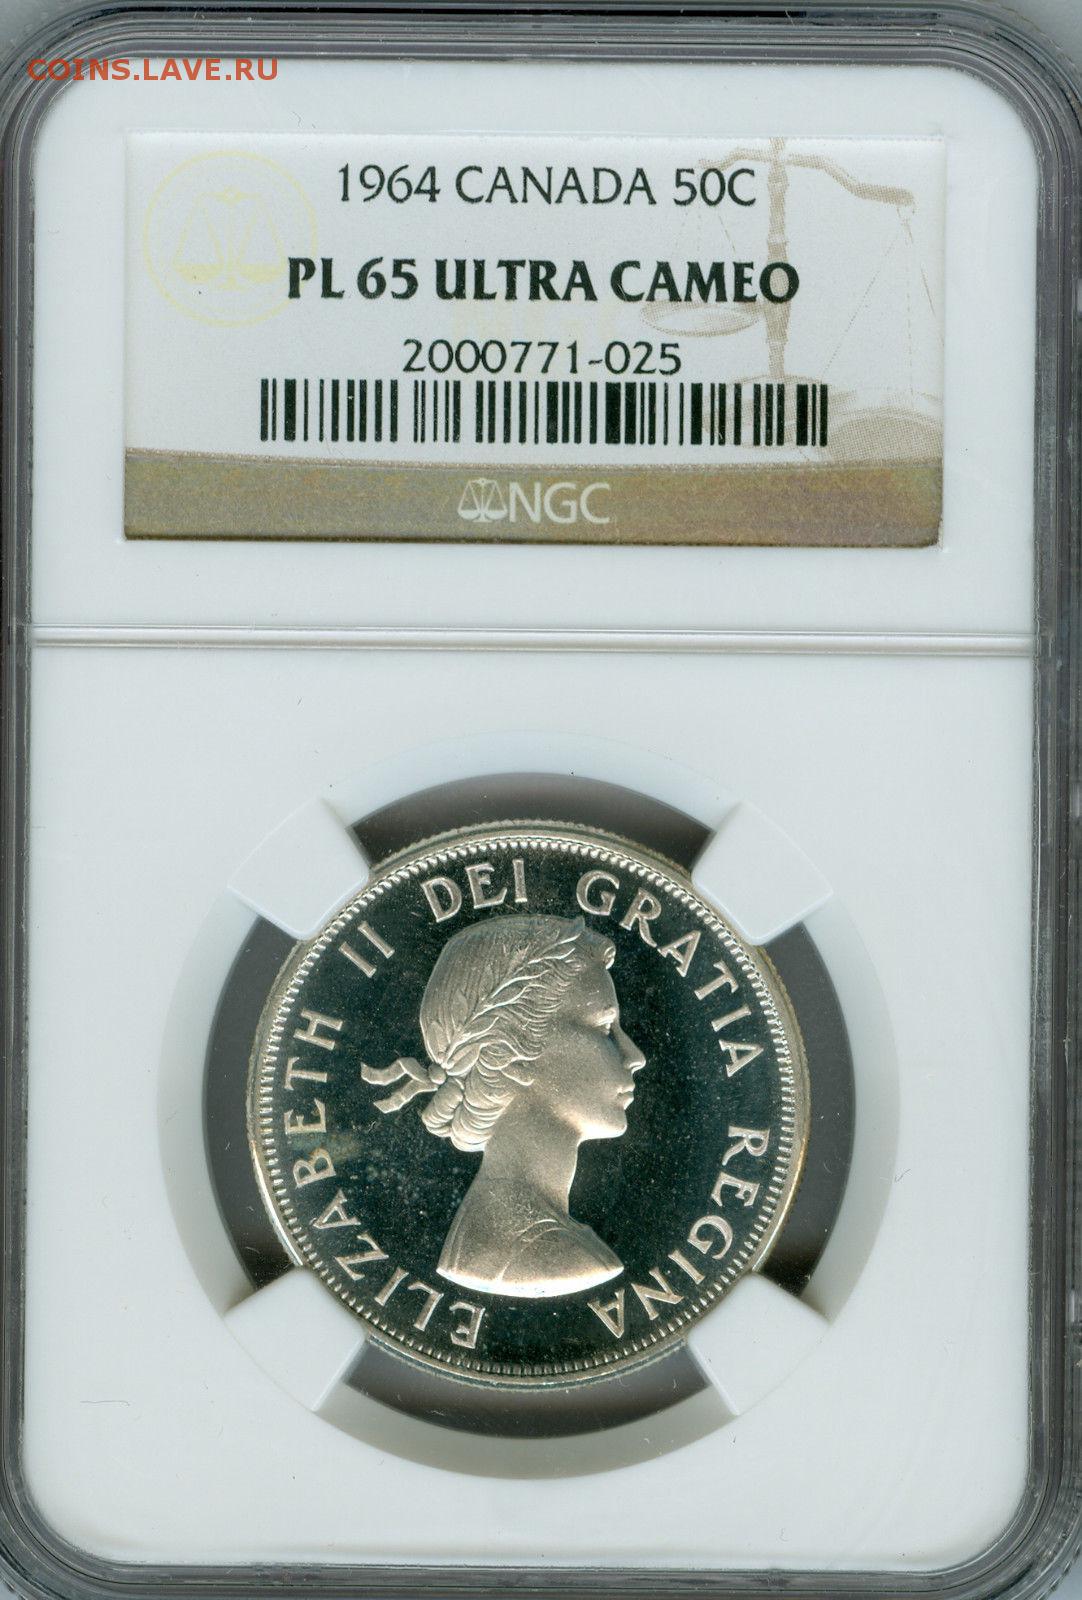 COINS.LAVE.RU
1964 CANADA 50C
PL 65 ULTRA CAMEO
2000771-025
NGC
ELIZABETH II DEI GRATIA REGINA